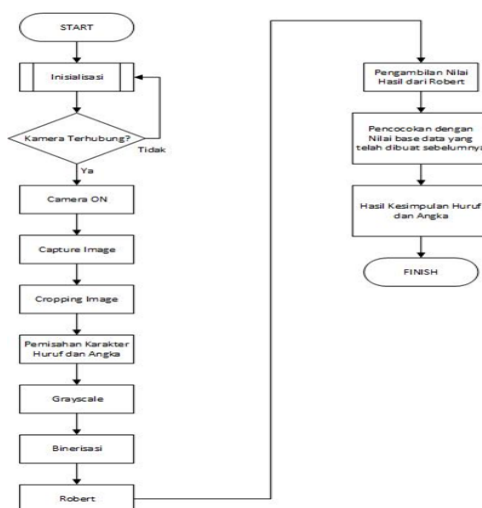 START
Inisialisasi
Kamera Terhubung?
Tidak
Ya
Camera ON
Capture Image
Cropping Image
Pemisahan Karakter
Huruf dan Angka
Grayscale
Binerisasi
Robert
Pengambilan Nilai
Hasil dari Robert
Pencocokan dengan
Nilai base data yang
telah dibuat sebelumnya
Hasil Kesimpulan Huruf
dan Angka
FINISH